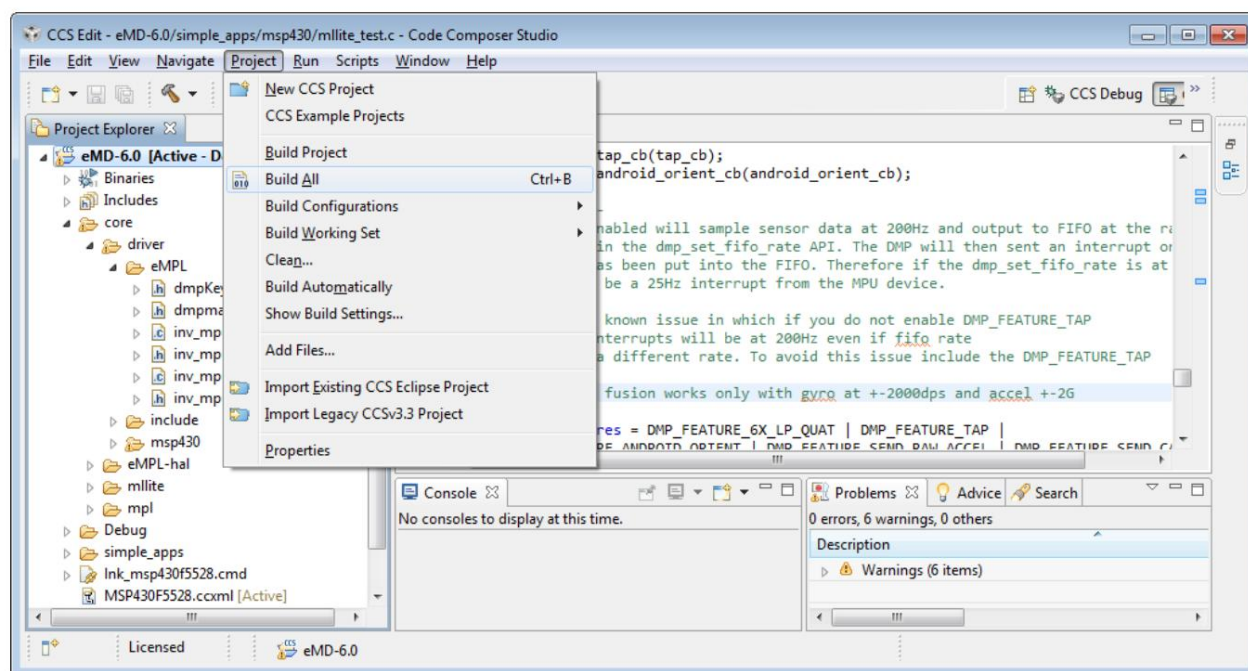 CCS Edit - eMD-6.0/simple_apps/msp430/mllite_test.c - Code Composer Studio
File Edit View Navigate Project Run Scripts Window Help
CCS Debug
Project Explorer
eMD-6.0 [Active - D
Binaries
Includes
core
driver
eMPL
dmpKey
dmpma
inv_mp
inv_mp
inv_mp
inv_mp
include
msp430
eMPL-hal
mllite
mpl
Debug
simple_apps
lnk_msp430f5528.cmd
MSP430F5528.ccxml [Active]
New CCS Project
CCS Example Projects
Build Project
Build All Ctrl+B
Build Configurations
Build Working Set
Clean...
Build Automatically
Show Build Settings...
Add Files...
Import Existing CCS Eclipse Project
Import Legacy CCSv3.3 Project
Properties
tap_cb(tap_cb);
android_orient_cb(android_orient_cb);
nabled will sample sensor data at 200Hz and output to FIFO at the ra
in the dmp_set_fifo_rate API. The DMP will then sent an interrupt on
as been put into the FIFO. Therefore if the dmp_set_fifo_rate is at
be a 25Hz interrupt from the MPU device.
known issue in which if you do not enable DMP_FEATURE_TAP
nterrupts will be at 200Hz even if fifo rate
a different rate. To avoid this issue include the DMP_FEATURE_TAP
fusion works only with gyro at +-2000dps and accel +-2G
res = DMP_FEATURE_6X_LP_QUAT | DMP_FEATURE_TAP |
RE_ANDROID_ORIENT | DMP_FEATURE_SEND_RAW_ACCEL | DMP_FEATURE_SEND_CA
Console
No consoles to display at this time.
Problems Advice Search
0 errors, 6 warnings, 0 others
Description
Warnings (6 items)
Licensed
eMD-6.0